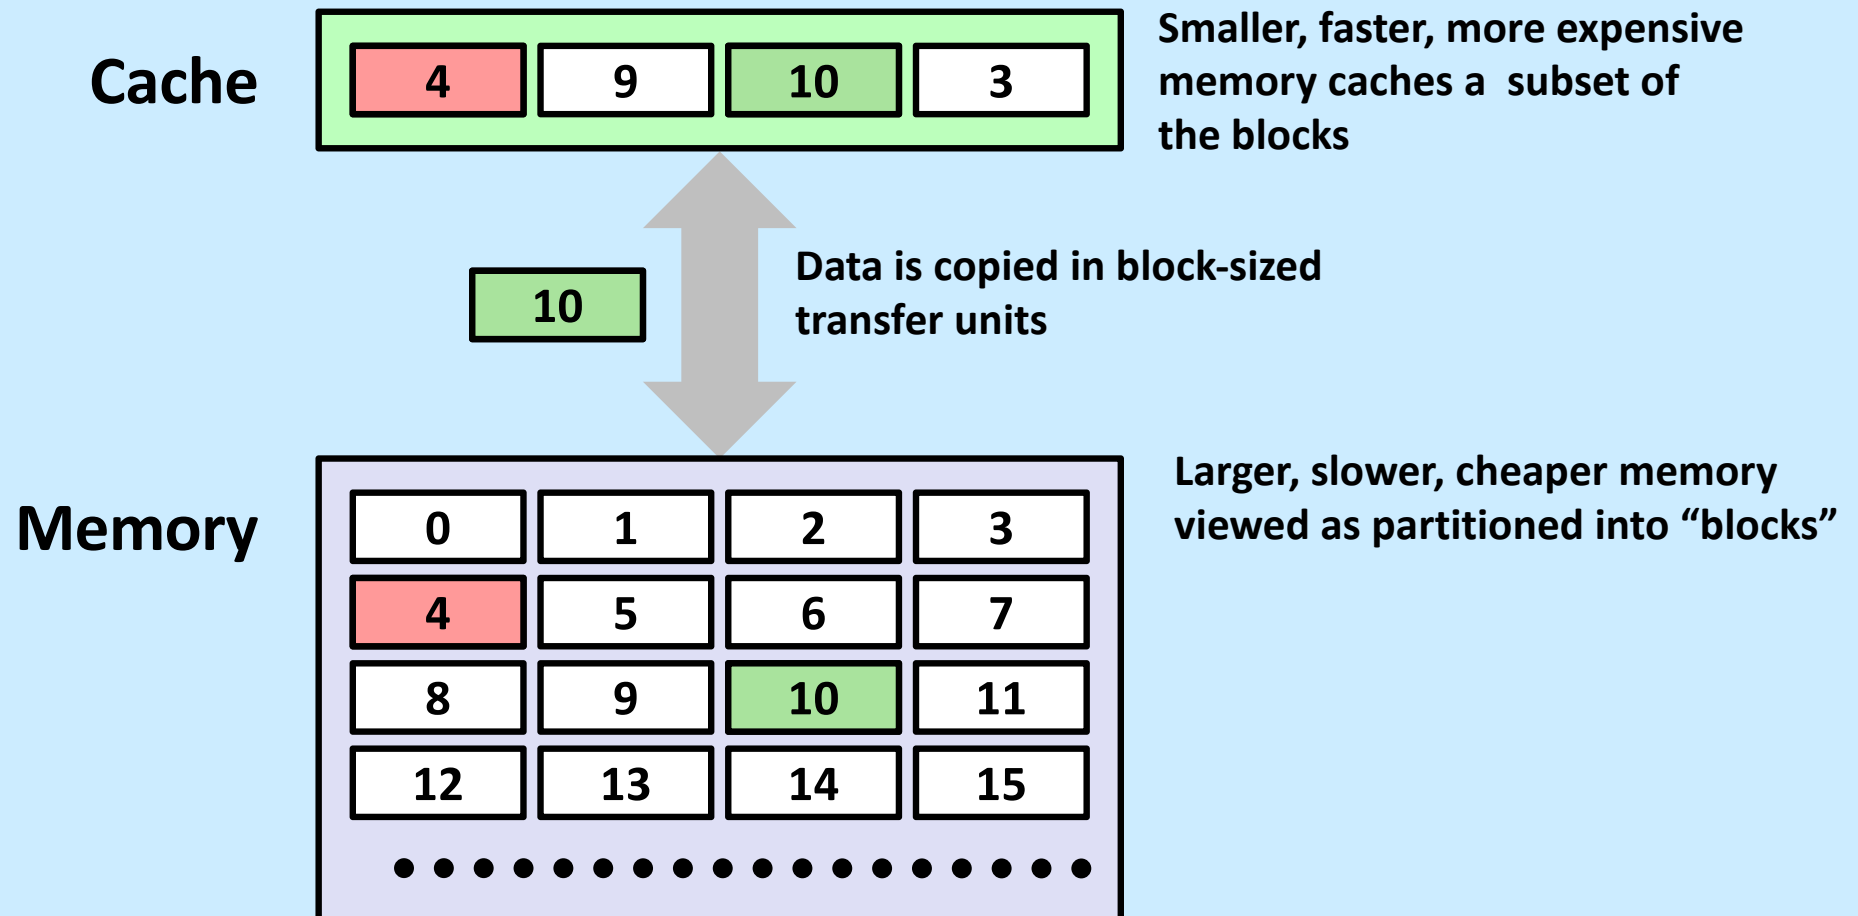 Cache
4 9 10 3
Smaller, faster, more expensive
memory caches a  subset of
the blocks
10
Data is copied in block-sized
transfer units
Memory
Larger, slower, cheaper memory
viewed as partitioned into “blocks”
0 1 2 3
4 5 6 7
8 9 10 11
12 13 14 15